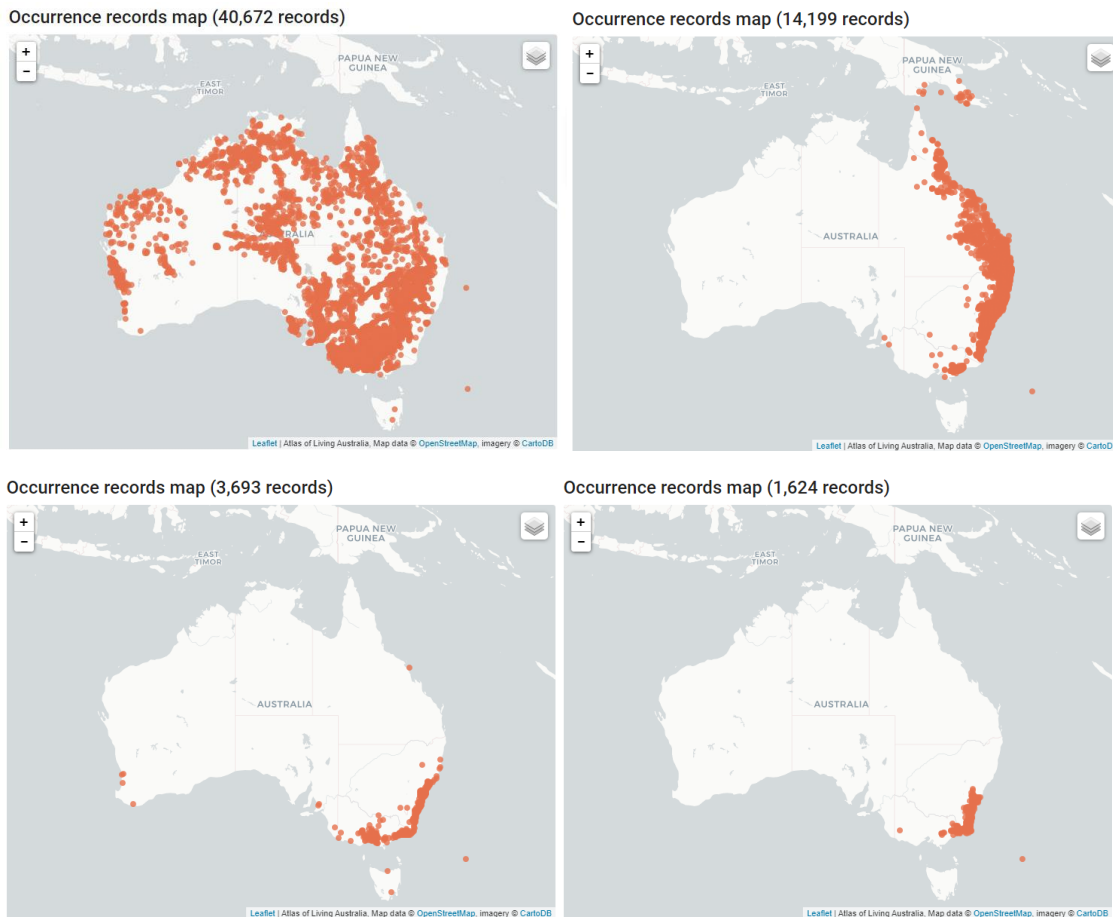 Occurrence records map (40,672 records)
+
−
PAPUA NEW
GUINEA
EAST
TIMOR
RALIA
Leaflet | Atlas of Living Australia, Map data © OpenStreetMap, imagery © CartoDB
Occurrence records map (14,199 records)
+
−
PAPUA NEW
GUINEA
EAST
TIMOR
AUSTRALIA
Leaflet | Atlas of Living Australia, Map data © OpenStreetMap, imagery © CartoD
Occurrence records map (3,693 records)
+
−
PAPUA NEW
GUINEA
EAST
TIMOR
AUSTRALIA
Leaflet | Atlas of Living Australia, Map data © OpenStreetMap, imagery © CartoDB
Occurrence records map (1,624 records)
+
−
PAPUA NEW
GUINEA
EAST
TIMOR
AUSTRALIA
Leaflet | Atlas of Living Australia, Map data © OpenStreetMap, imagery © CartoDB